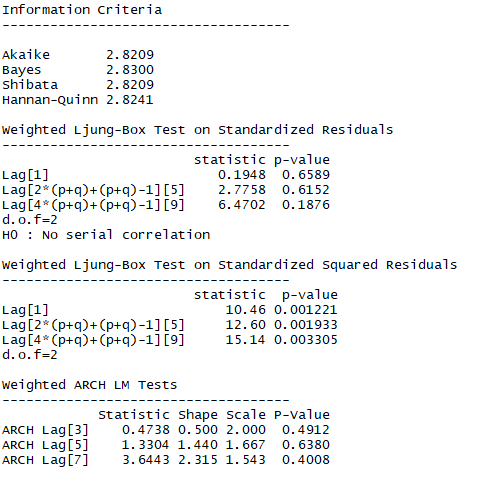 Information Criteria
------------------------------------
Akaike       2.8209
Bayes        2.8300
Shibata      2.8209
Hannan-Quinn 2.8241
Weighted Ljung-Box Test on Standardized Residuals
------------------------------------
                        statistic p-value
Lag[1]                     0.1948  0.6589
Lag[2*(p+q)+(p+q)-1][5]    2.7758  0.6152
Lag[4*(p+q)+(p+q)-1][9]    6.4702  0.1876
d.o.f=2
H0 : No serial correlation
Weighted Ljung-Box Test on Standardized Squared Residuals
------------------------------------
                        statistic  p-value
Lag[1]                      10.46 0.001221
Lag[2*(p+q)+(p+q)-1][5]     12.60 0.001933
Lag[4*(p+q)+(p+q)-1][9]     15.14 0.003305
d.o.f=2
Weighted ARCH LM Tests
------------------------------------
            Statistic Shape Scale P-Value
ARCH Lag[3]    0.4738 0.500 2.000  0.4912
ARCH Lag[5]    1.3304 1.440 1.667  0.6380
ARCH Lag[7]    3.6443 2.315 1.543  0.4008